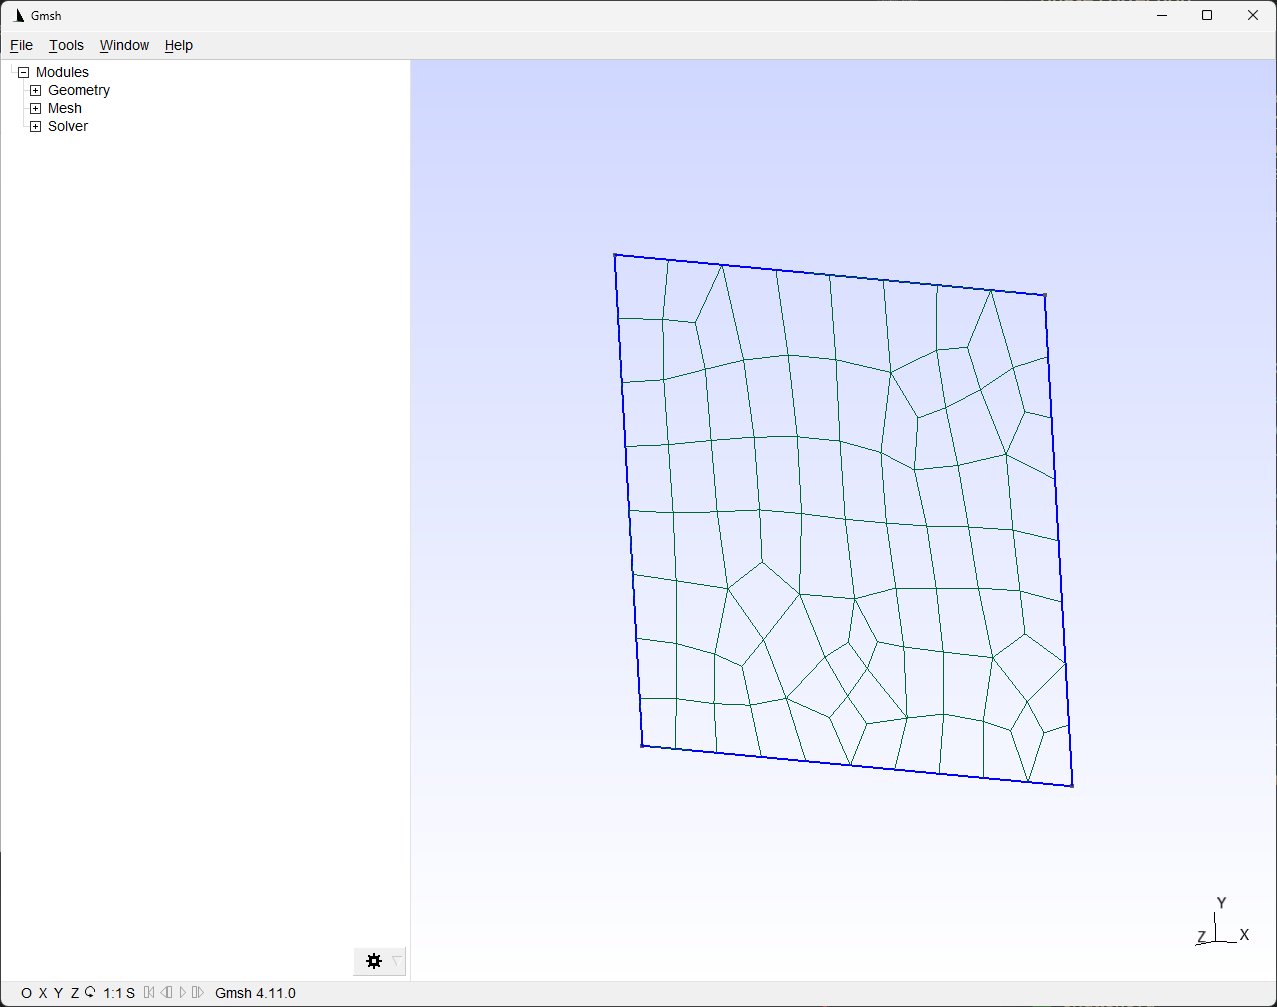 Gmsh
File Tools Window Help
Modules
Geometry
Mesh
Solver
Y
Z X
O X Y Z 1:1 S Gmsh 4.11.0